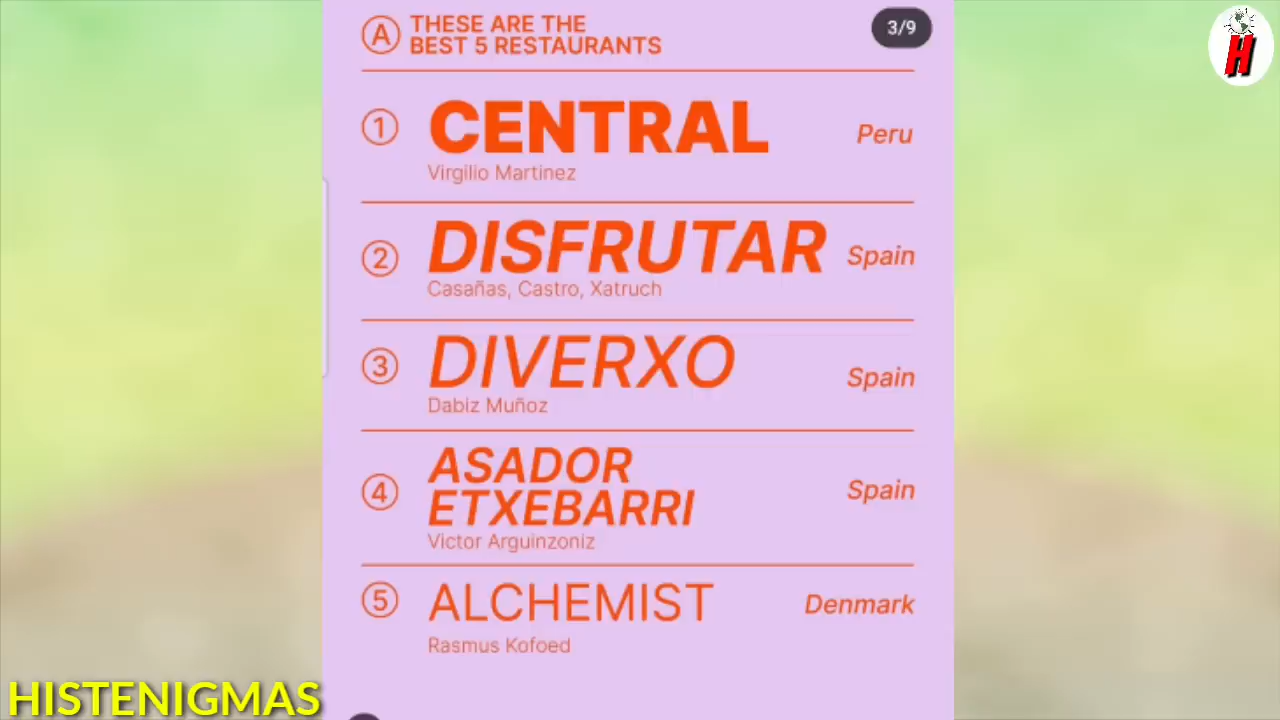 A THESE ARE THE
BEST 5 RESTAURANTS
3/9
H
1 CENTRAL Peru
Virgilio Martinez
2 DISFRUTAR Spain
Casañas, Castro, Xatruch
3 DIVERXO Spain
Dabiz Muñoz
4 ASADOR
ETXEBARRI Spain
Victor Arguinzoniz
5 ALCHEMIST Denmark
Rasmus Kofoed
HISTENIGMAS